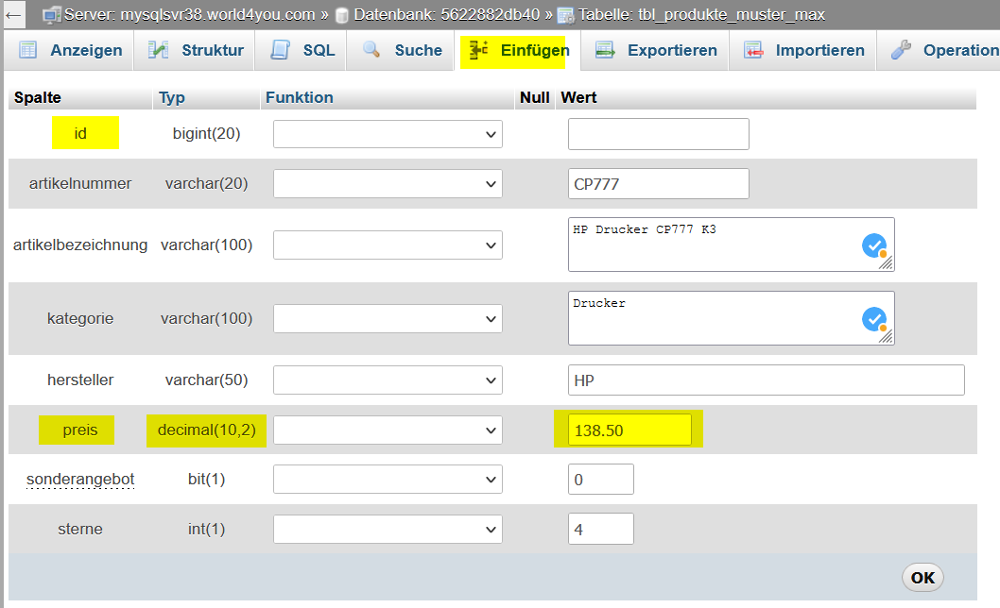 Server: mysqlsvr38.world4you.com » Datenbank: 5622882db40 » Tabelle: tbl_produkte_muster_max
Anzeigen Struktur SQL Suche Einfügen Exportieren Importieren Operation
Spalte Typ Funktion Null Wert
id bigint(20)
artikelnummer varchar(20) CP777
artikelbezeichnung varchar(100) HP Drucker CP777 K3
kategorie varchar(100) Drucker
hersteller varchar(50) HP
preis decimal(10,2) 138.50
sonderangebot bit(1) 0
sterne int(1) 4
OK